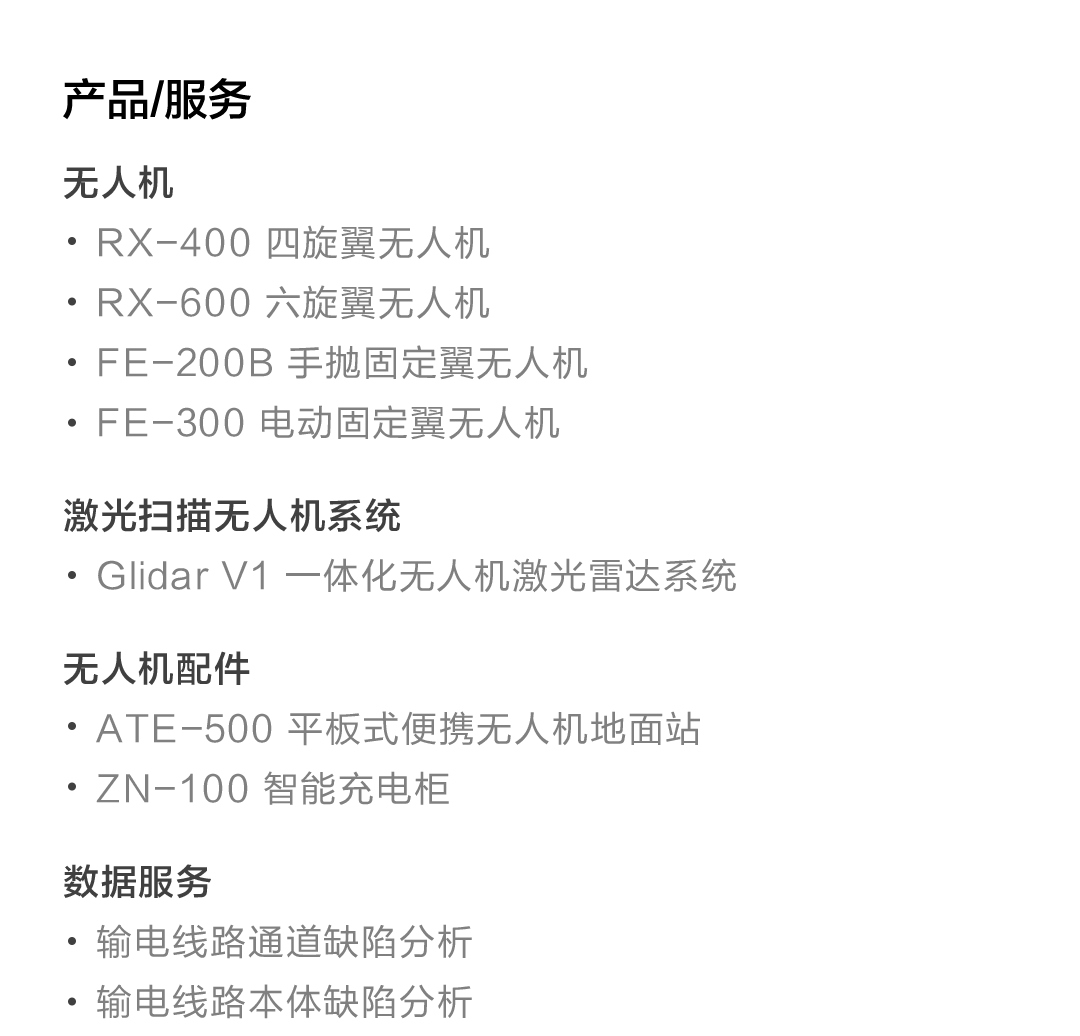 产品/服务
无人机
• RX-400 四旋翼无人机
• RX-600 六旋翼无人机
• FE-200B 手抛固定翼无人机
• FE-300 电动固定翼无人机
激光扫描无人机系统
• Glidar V1 一体化无人机激光雷达系统
无人机配件
• ATE-500 平板式便携无人机地面站
• ZN-100 智能充电柜
数据服务
• 输电线路通道缺陷分析
• 输电线路本体缺陷分析